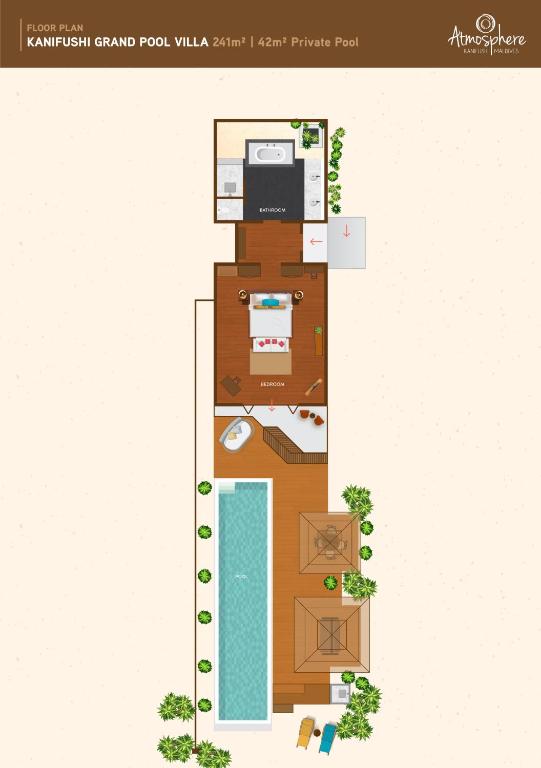 FLOOR PLAN
KANIFUSHI GRAND POOL VILLA 241m² | 42m² Private Pool
Atmosphere
KANIFUSHI | MALDIVES
BATHROOM
BEDROOM
POOL